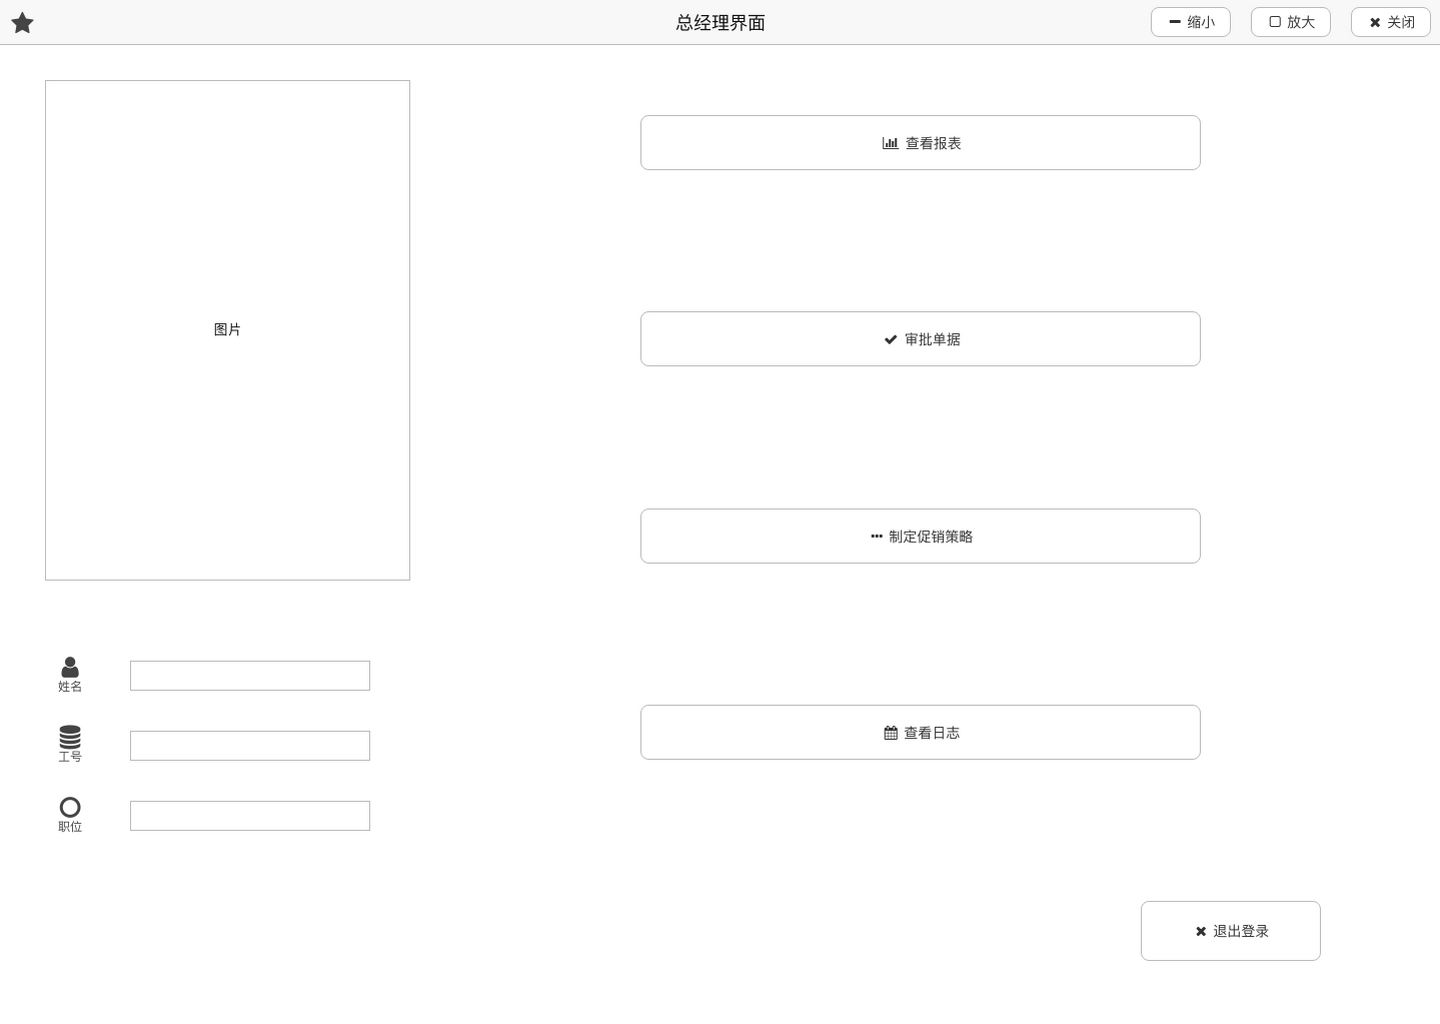 总经理界面
缩小
放大
关闭
图片
查看报表
审批单据
制定促销策略
查看日志
姓名
工号
职位
退出登录